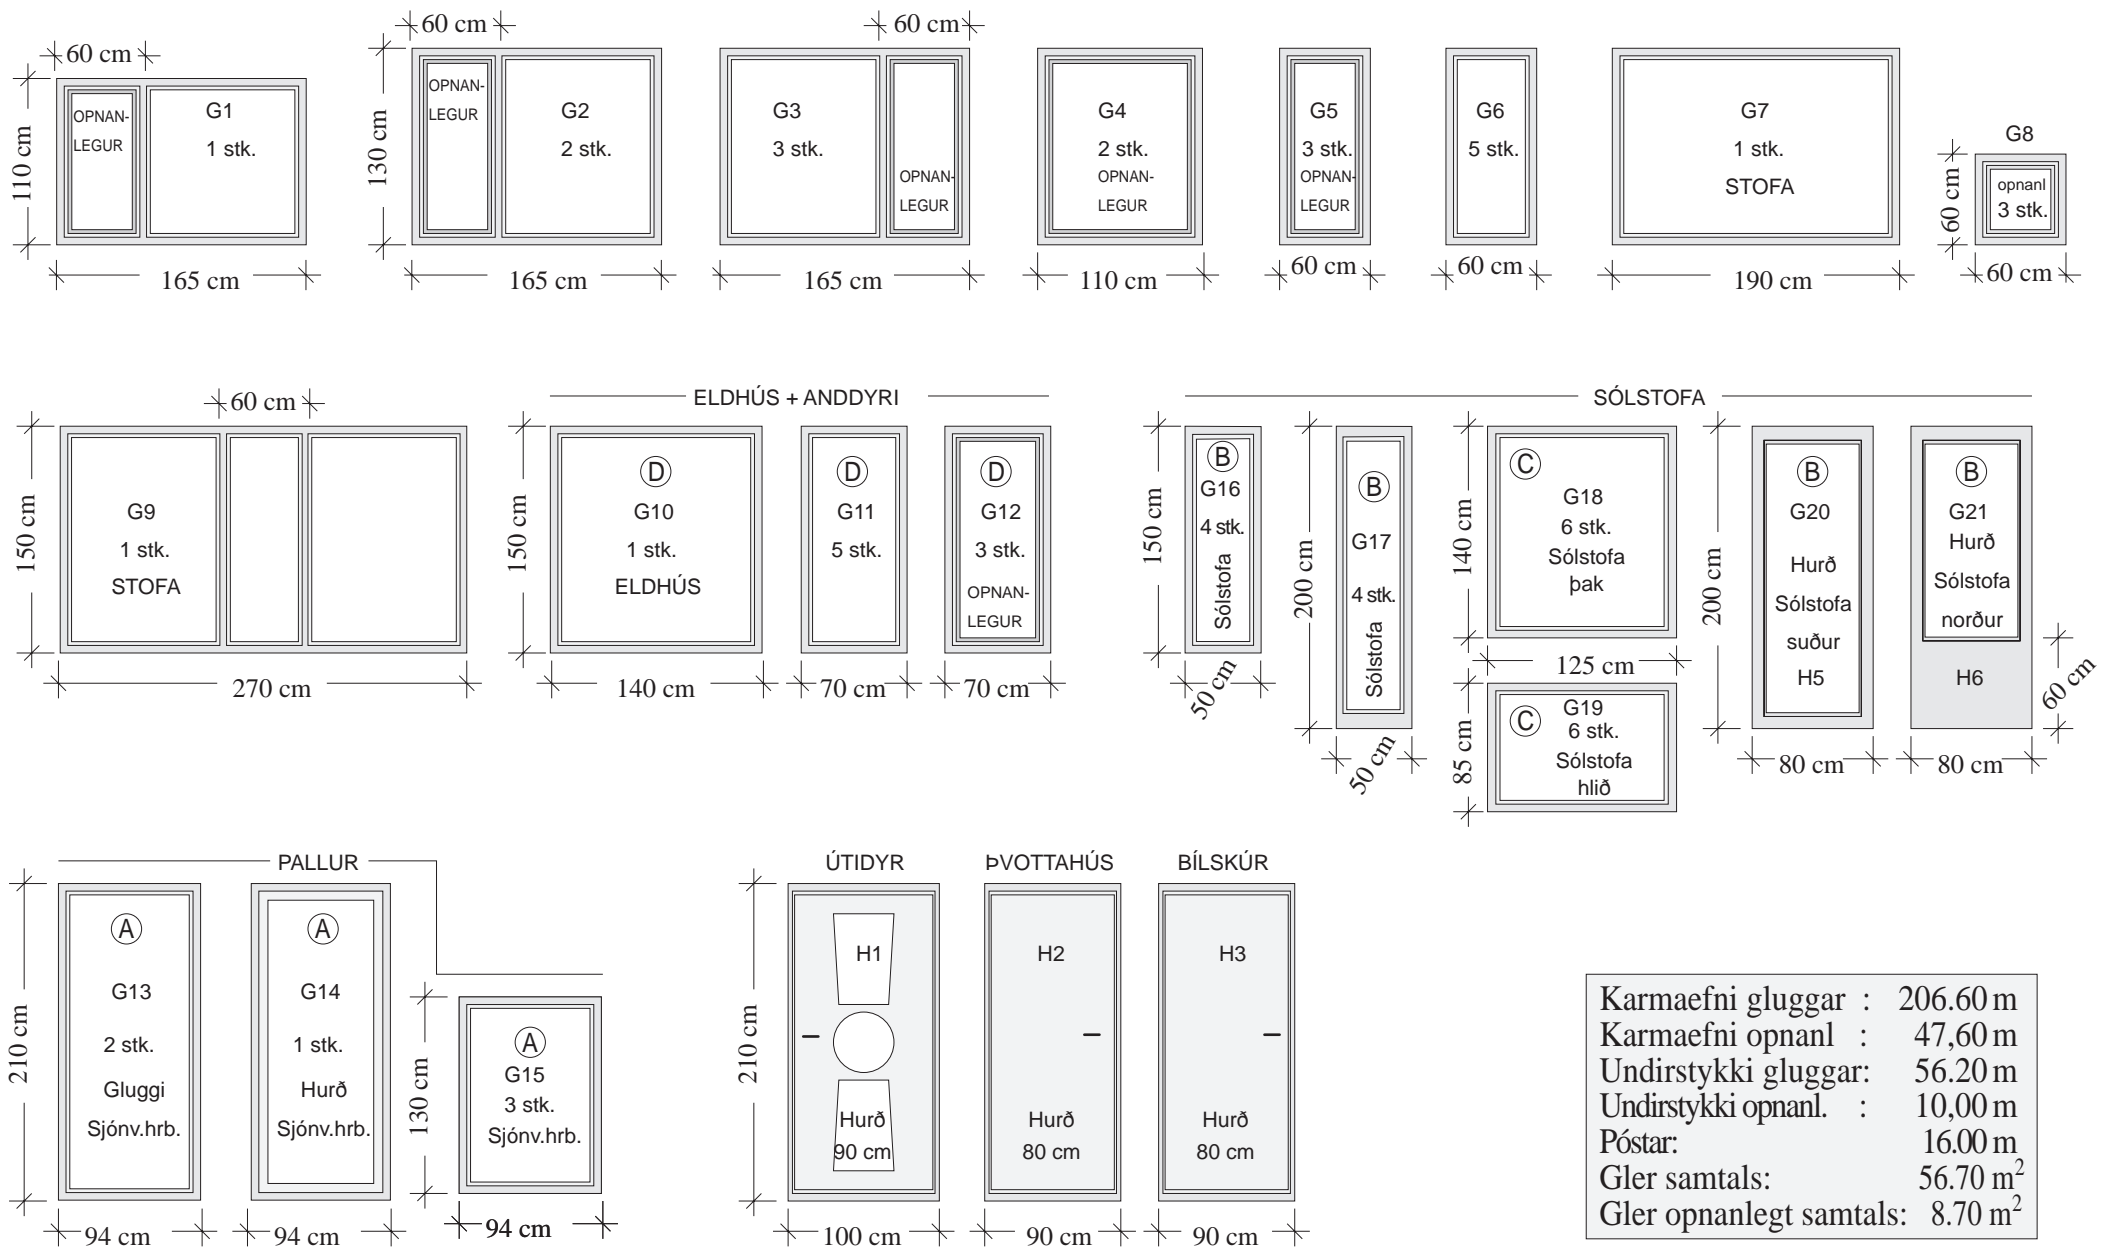 60 cm
110 cm
OPNAN-
LEGUR
G1
1 stk.
165 cm
60 cm
130 cm
OPNAN-
LEGUR
G2
2 stk.
165 cm
60 cm
G3
3 stk.
OPNAN-
LEGUR
165 cm
G4
2 stk.
OPNAN-
LEGUR
110 cm
G5
3 stk.
OPNAN-
LEGUR
60 cm
G6
5 stk.
60 cm
G7
1 stk.
STOFA
190 cm
G8
60 cm
opnanl
3 stk.
60 cm
60 cm
150 cm
G9
1 stk.
STOFA
270 cm
ELDHÚS + ANDDYRI
150 cm
D
G10
1 stk.
ELDHÚS
140 cm
D
G11
5 stk.
70 cm
D
G12
3 stk.
OPNAN-
LEGUR
70 cm
SÓLSTOFA
150 cm
B
G16
4 stk.
Sólstofa
50 cm
200 cm
B
G17
4 stk.
Sólstofa
50 cm
140 cm
C
G18
6 stk.
Sólstofa
þak
125 cm
85 cm
C
G19
6 stk.
Sólstofa
hlið
200 cm
B
G20
Hurð
Sólstofa
suður
H5
80 cm
B
G21
Hurð
Sólstofa
norður
H6
60 cm
80 cm
PALLUR
210 cm
A
G13
2 stk.
Gluggi
Sjónv.hrb.
94 cm
A
G14
1 stk.
Hurð
Sjónv.hrb.
94 cm
130 cm
A
G15
3 stk.
Sjónv.hrb.
94 cm
ÚTIDYR
210 cm
H1
Hurð
90 cm
100 cm
ÞVOTTAHÚS
H2
Hurð
80 cm
90 cm
BÍLSKÚR
H3
Hurð
80 cm
90 cm
Karmaefni gluggar : 206.60 m
Karmaefni opnanl : 47,60 m
Undirstykki gluggar: 56.20 m
Undirstykki opnanl. : 10,00 m
Póstar: 16.00 m
Gler samtals: 56.70 m²
Gler opnanlegt samtals: 8.70 m²